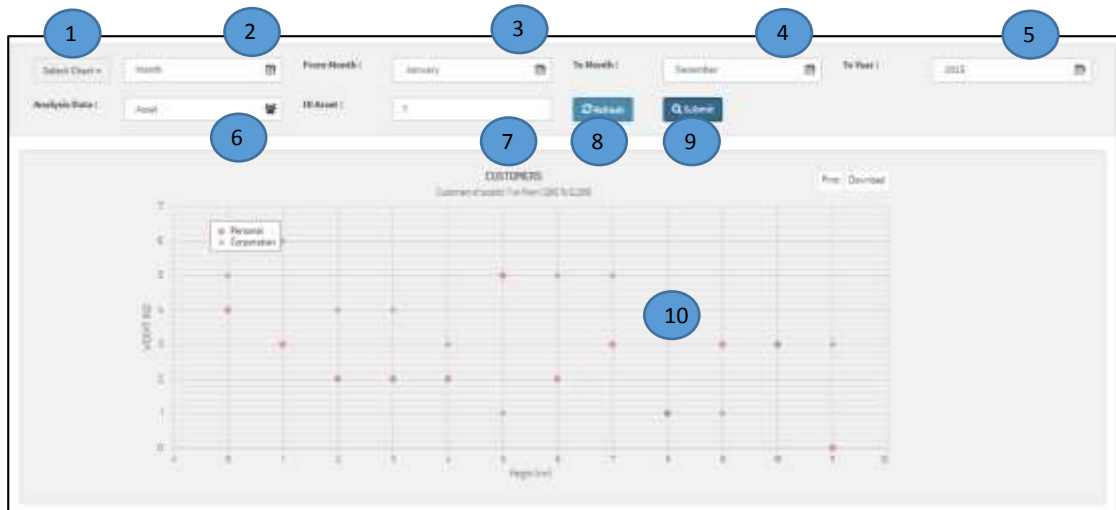 1 2 3 4 5
Select Chart Month From Month : January To Month : December To Year : 2015
Analysis Data : Asset ID Asset : 7 Refresh Submit
6 7 8 9
CUSTOMERS
Print Download
7
Personal
6
Corporation
5
4
10
3
2
1
0
0 1 2 3 4 5 6 7 8 9 10 11 12
Height (cm)